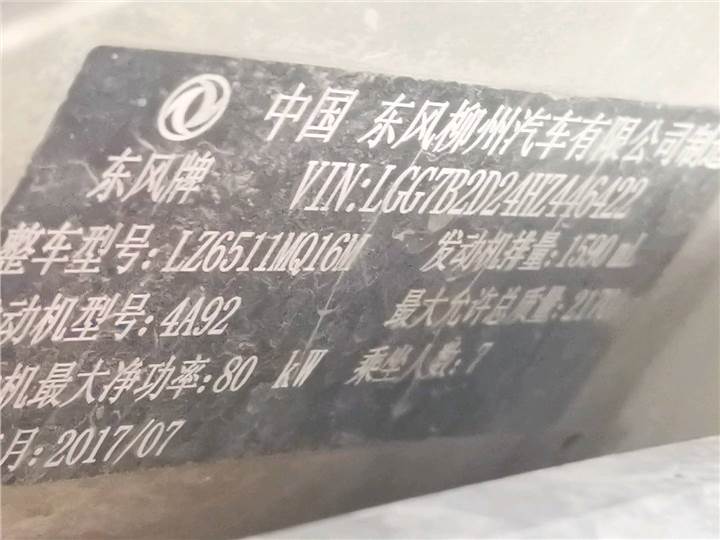 中国 东风柳州汽车有限公司制造
东风牌 VIN:LGG7B2D24HZ446422
整车型号:LZ6511MQ16M 发动机排量:1590 mL
动机型号:4A92 最大允许总质量:2170
机最大净功率:80 kW 乘坐人数:7
月:2017/07